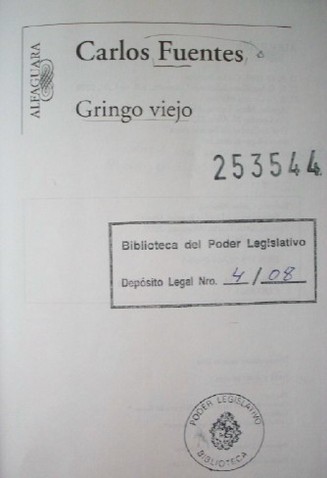 ALFAGUARA
Carlos Fuentes
Gringo viejo
253544
Biblioteca del Poder Legislativo
Depósito Legal Nro. 4/08
PODER LEGISLATIVO
BIBLIOTECA